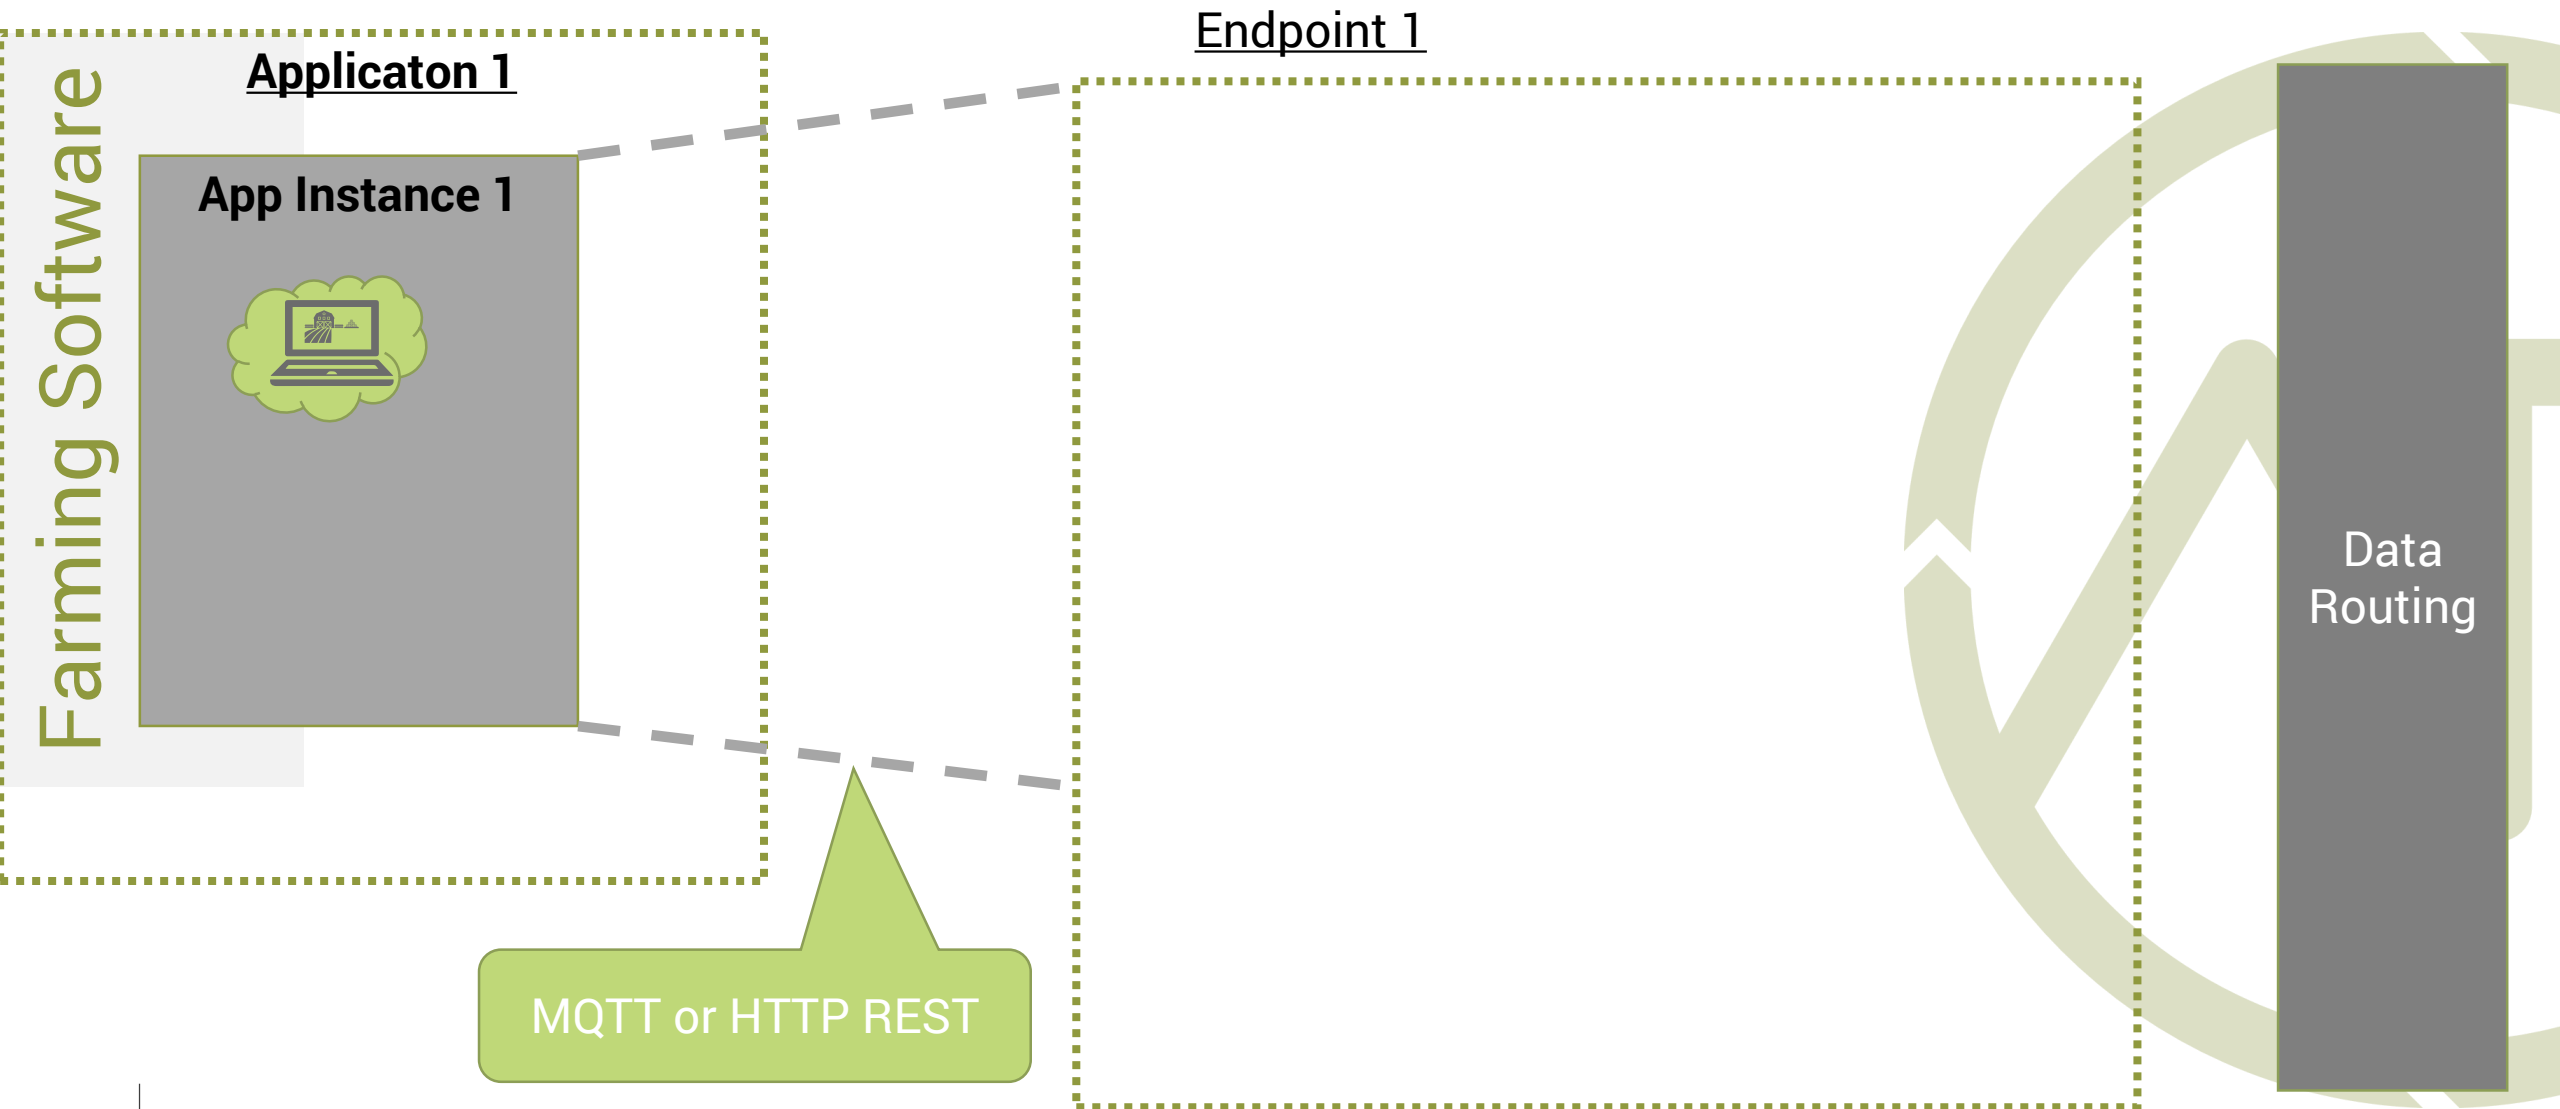 Endpoint 1
Applicaton 1
Farming Software
App Instance 1
Data
Routing
MQTT or HTTP REST